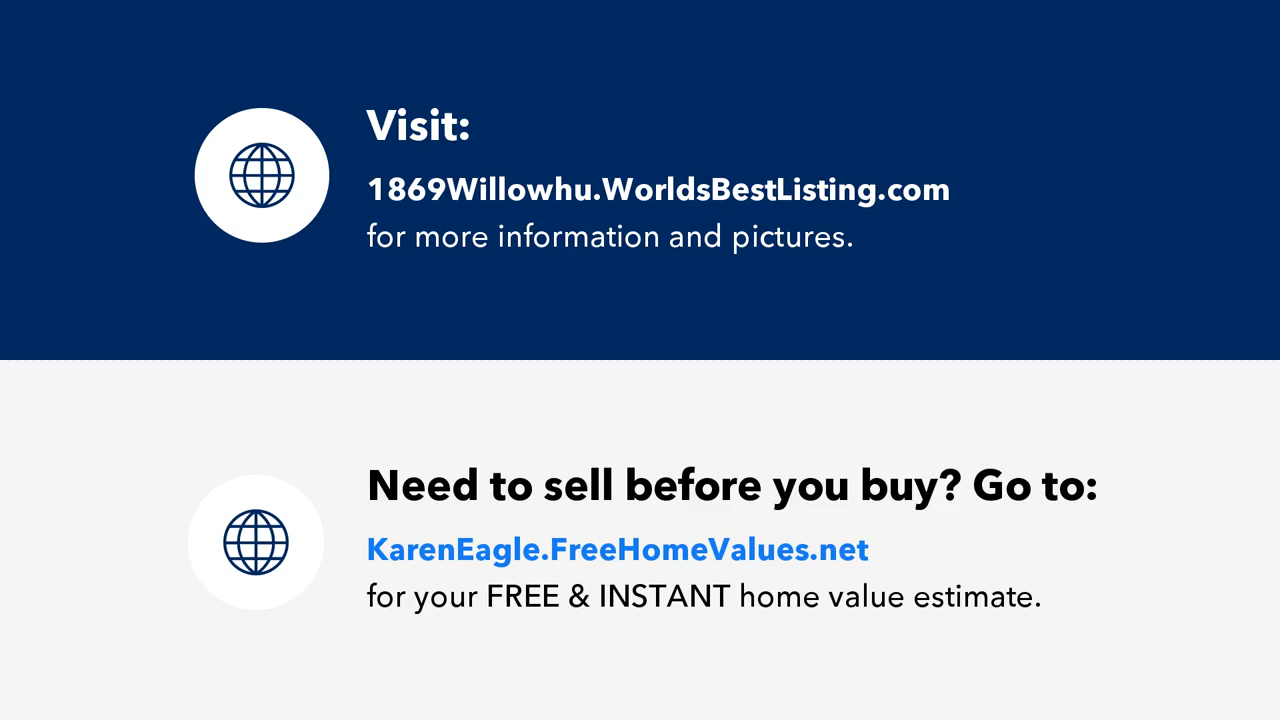 Visit:
1869Willowhu.WorldsBestListing.com
for more information and pictures.
Need to sell before you buy? Go to:
KarenEagle.FreeHomeValues.net
for your FREE & INSTANT home value estimate.